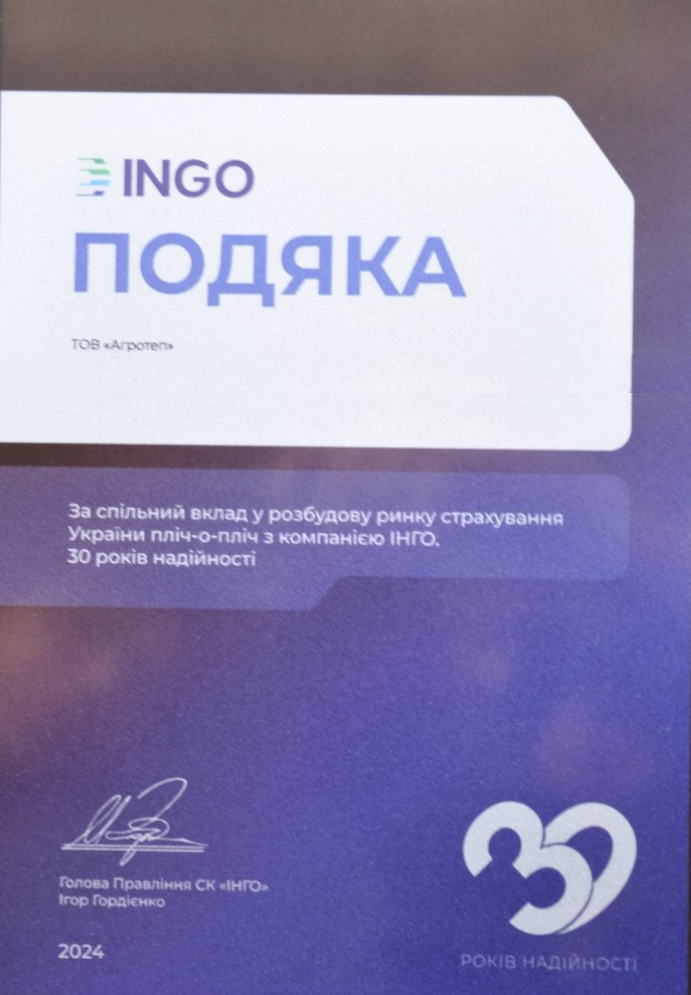 INGO
ПОДЯКА
ТОВ «Агротеп»
За спільний вклад у розбудову ринку страхування
України пліч-о-пліч з компанією ІНГО.
30 років надійності
Голова Правління СК «ІНГО»
Ігор Гордієнко
2024
30
РОКІВ НАДІЙНОСТІ